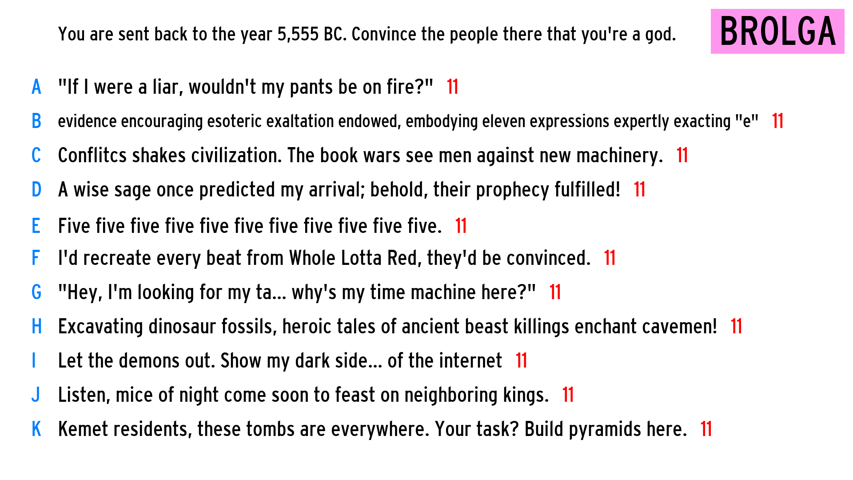 You are sent back to the year 5,555 BC. Convince the people there that you're a god.
BROLGA
A "If I were a liar, wouldn't my pants be on fire?" 11
B evidence encouraging esoteric exaltation endowed, embodying eleven expressions expertly exacting "e" 11
C Conflitcs shakes civilization. The book wars see men against new machinery. 11
D A wise sage once predicted my arrival; behold, their prophecy fulfilled! 11
E Five five five five five five five five five five five. 11
F I'd recreate every beat from Whole Lotta Red, they'd be convinced. 11
G "Hey, I'm looking for my ta... why's my time machine here?" 11
H Excavating dinosaur fossils, heroic tales of ancient beast killings enchant cavemen! 11
I Let the demons out. Show my dark side... of the internet 11
J Listen, mice of night come soon to feast on neighboring kings. 11
K Kemet residents, these tombs are everywhere. Your task? Build pyramids here. 11